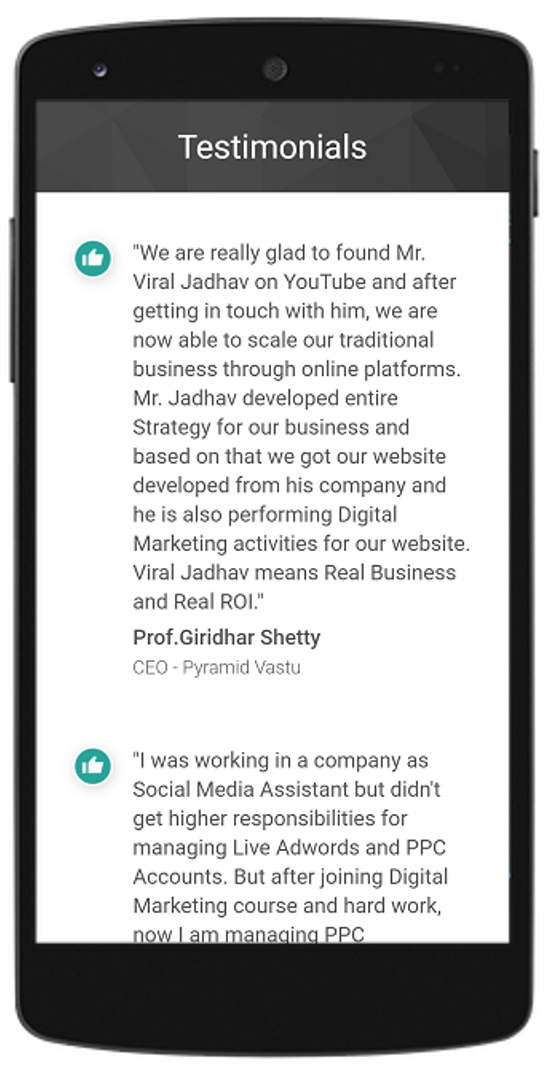 Testimonials
"We are really glad to found Mr.
Viral Jadhav on YouTube and after
getting in touch with him, we are
now able to scale our traditional
business through online platforms.
Mr. Jadhav developed entire
Strategy for our business and
based on that we got our website
developed from his company and
he is also performing Digital
Marketing activities for our website.
Viral Jadhav means Real Business
and Real ROI."
Prof.Giridhar Shetty
CEO - Pyramid Vastu
"I was working in a company as
Social Media Assistant but didn't
get higher responsibilities for
managing Live Adwords and PPC
Accounts. But after joining Digital
Marketing course and hard work,
now I am managing PPC